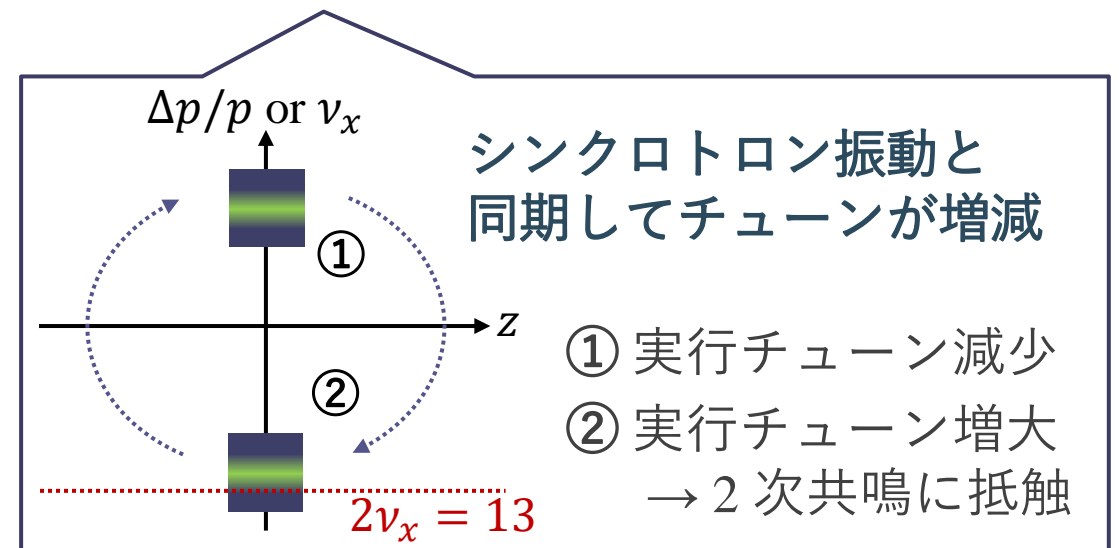 Δp/p or νₓ
シンクロトロン振動と
同期してチューンが増減
①
z
① 実行チューン減少
②
② 実行チューン増大
→ 2 次共鳴に抵触
2νₓ = 13